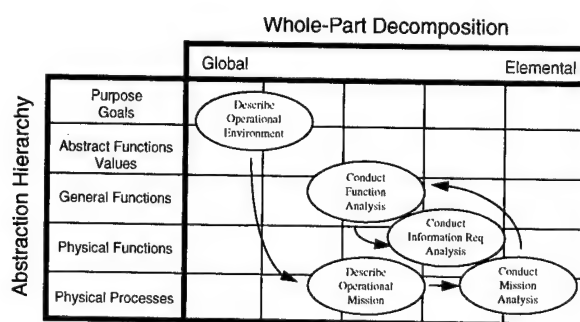 Whole-Part Decomposition
Global
Elemental
Abstraction Hierarchy
Purpose
Goals
Abstract Functions
Values
General Functions
Physical Functions
Physical Processes
Describe
Operational
Environment
Conduct
Function
Analysis
Conduct
Information Req
Analysis
Describe
Operational
Mission
Conduct
Mission
Analysis